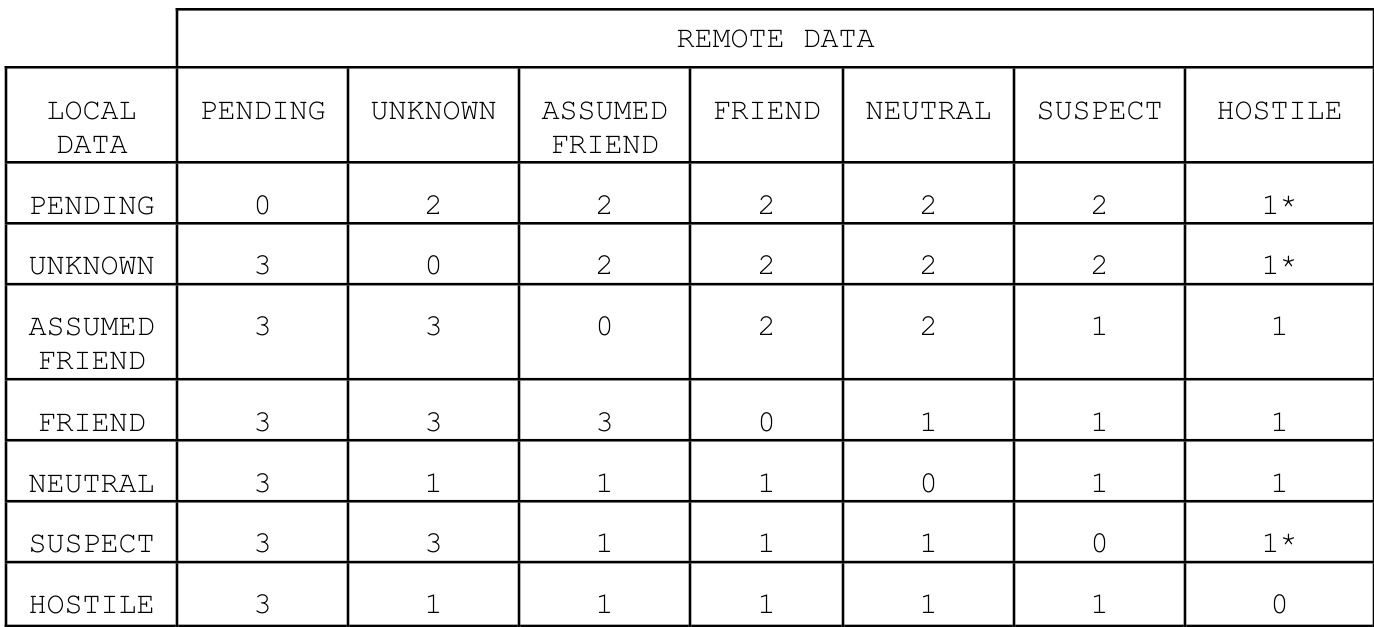 REMOTE DATA
LOCAL DATA PENDING UNKNOWN ASSUMED FRIEND FRIEND NEUTRAL SUSPECT HOSTILE
PENDING 0 2 2 2 2 2 1*
UNKNOWN 3 0 2 2 2 2 1*
ASSUMED FRIEND 3 3 0 2 2 1 1
FRIEND 3 3 3 0 1 1 1
NEUTRAL 3 1 1 1 0 1 1
SUSPECT 3 3 1 1 1 0 1*
HOSTILE 3 1 1 1 1 1 0